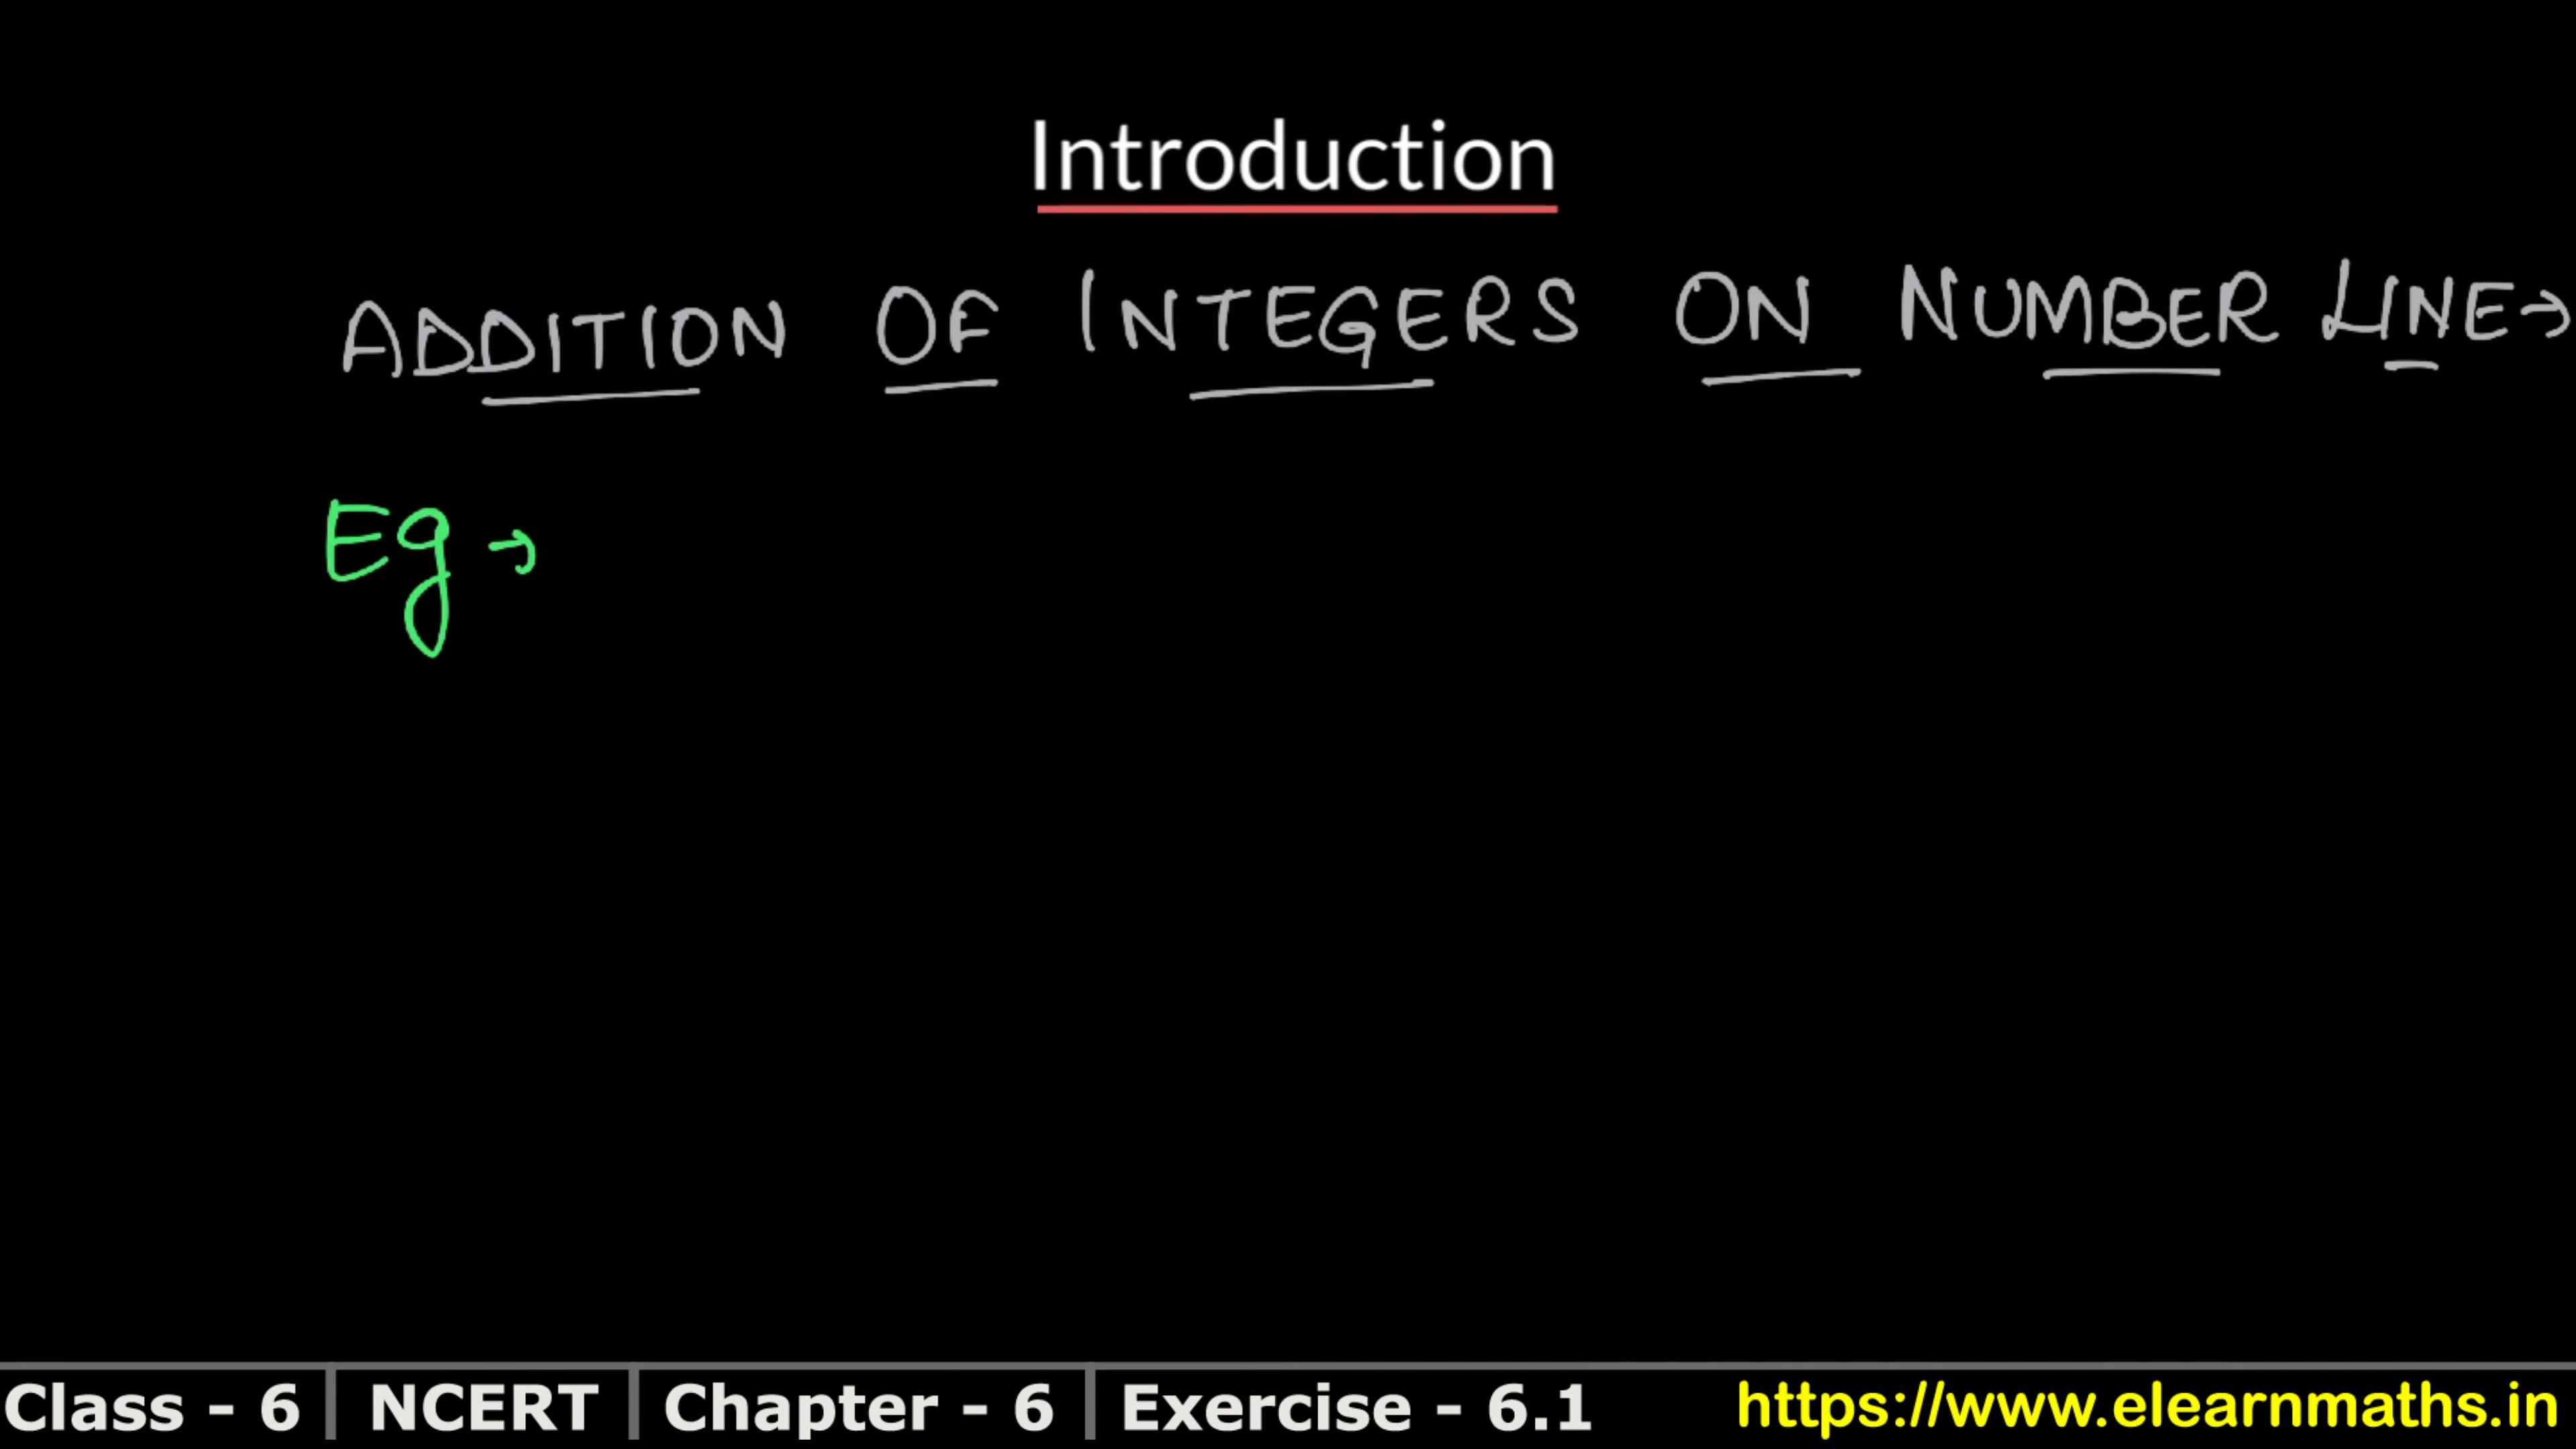 Introduction
ADDITION OF INTEGERS ON NUMBER LINE→
Eg →
Class - 6 | NCERT | Chapter - 6 | Exercise - 6.1 https://www.elearnmaths.in